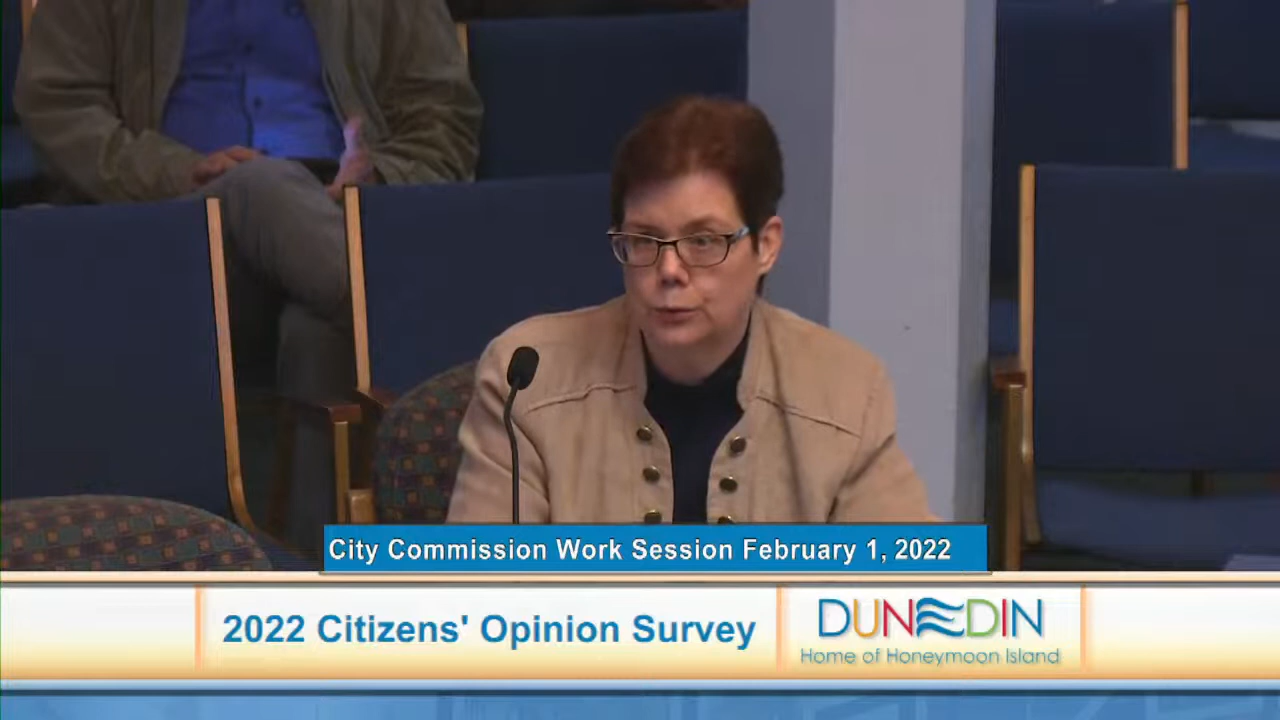 City Commission Work Session February 1, 2022
2022 Citizens' Opinion Survey
DUNEDIN
Home of Honeymoon Island